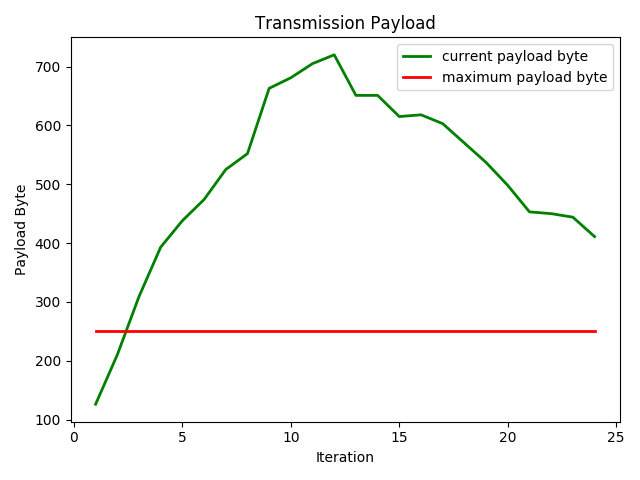 Transmission Payload
current payload byte
maximum payload byte
Payload Byte
700
600
500
400
300
200
100
0 5 10 15 20 25
Iteration